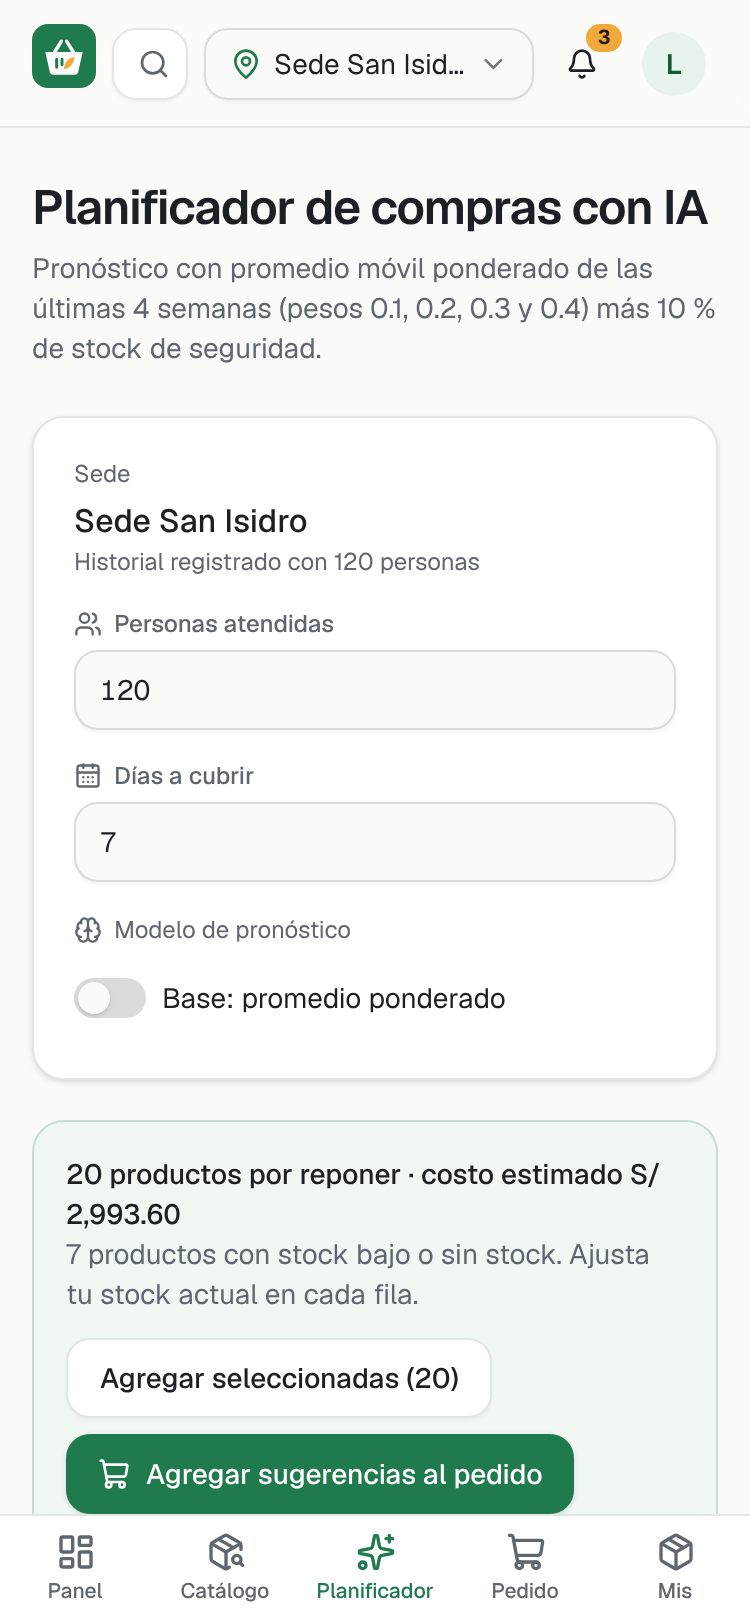 Sede San Isid...
3
L
Planificador de compras con IA
Pronóstico con promedio móvil ponderado de las
últimas 4 semanas (pesos 0.1, 0.2, 0.3 y 0.4) más 10 %
de stock de seguridad.
Sede
Sede San Isidro
Historial registrado con 120 personas
Personas atendidas
120
Días a cubrir
7
Modelo de pronóstico
Base: promedio ponderado
20 productos por reponer · costo estimado S/
2,993.60
7 productos con stock bajo o sin stock. Ajusta
tu stock actual en cada fila.
Agregar seleccionadas (20)
Agregar sugerencias al pedido
Panel
Catálogo
Planificador
Pedido
Mis